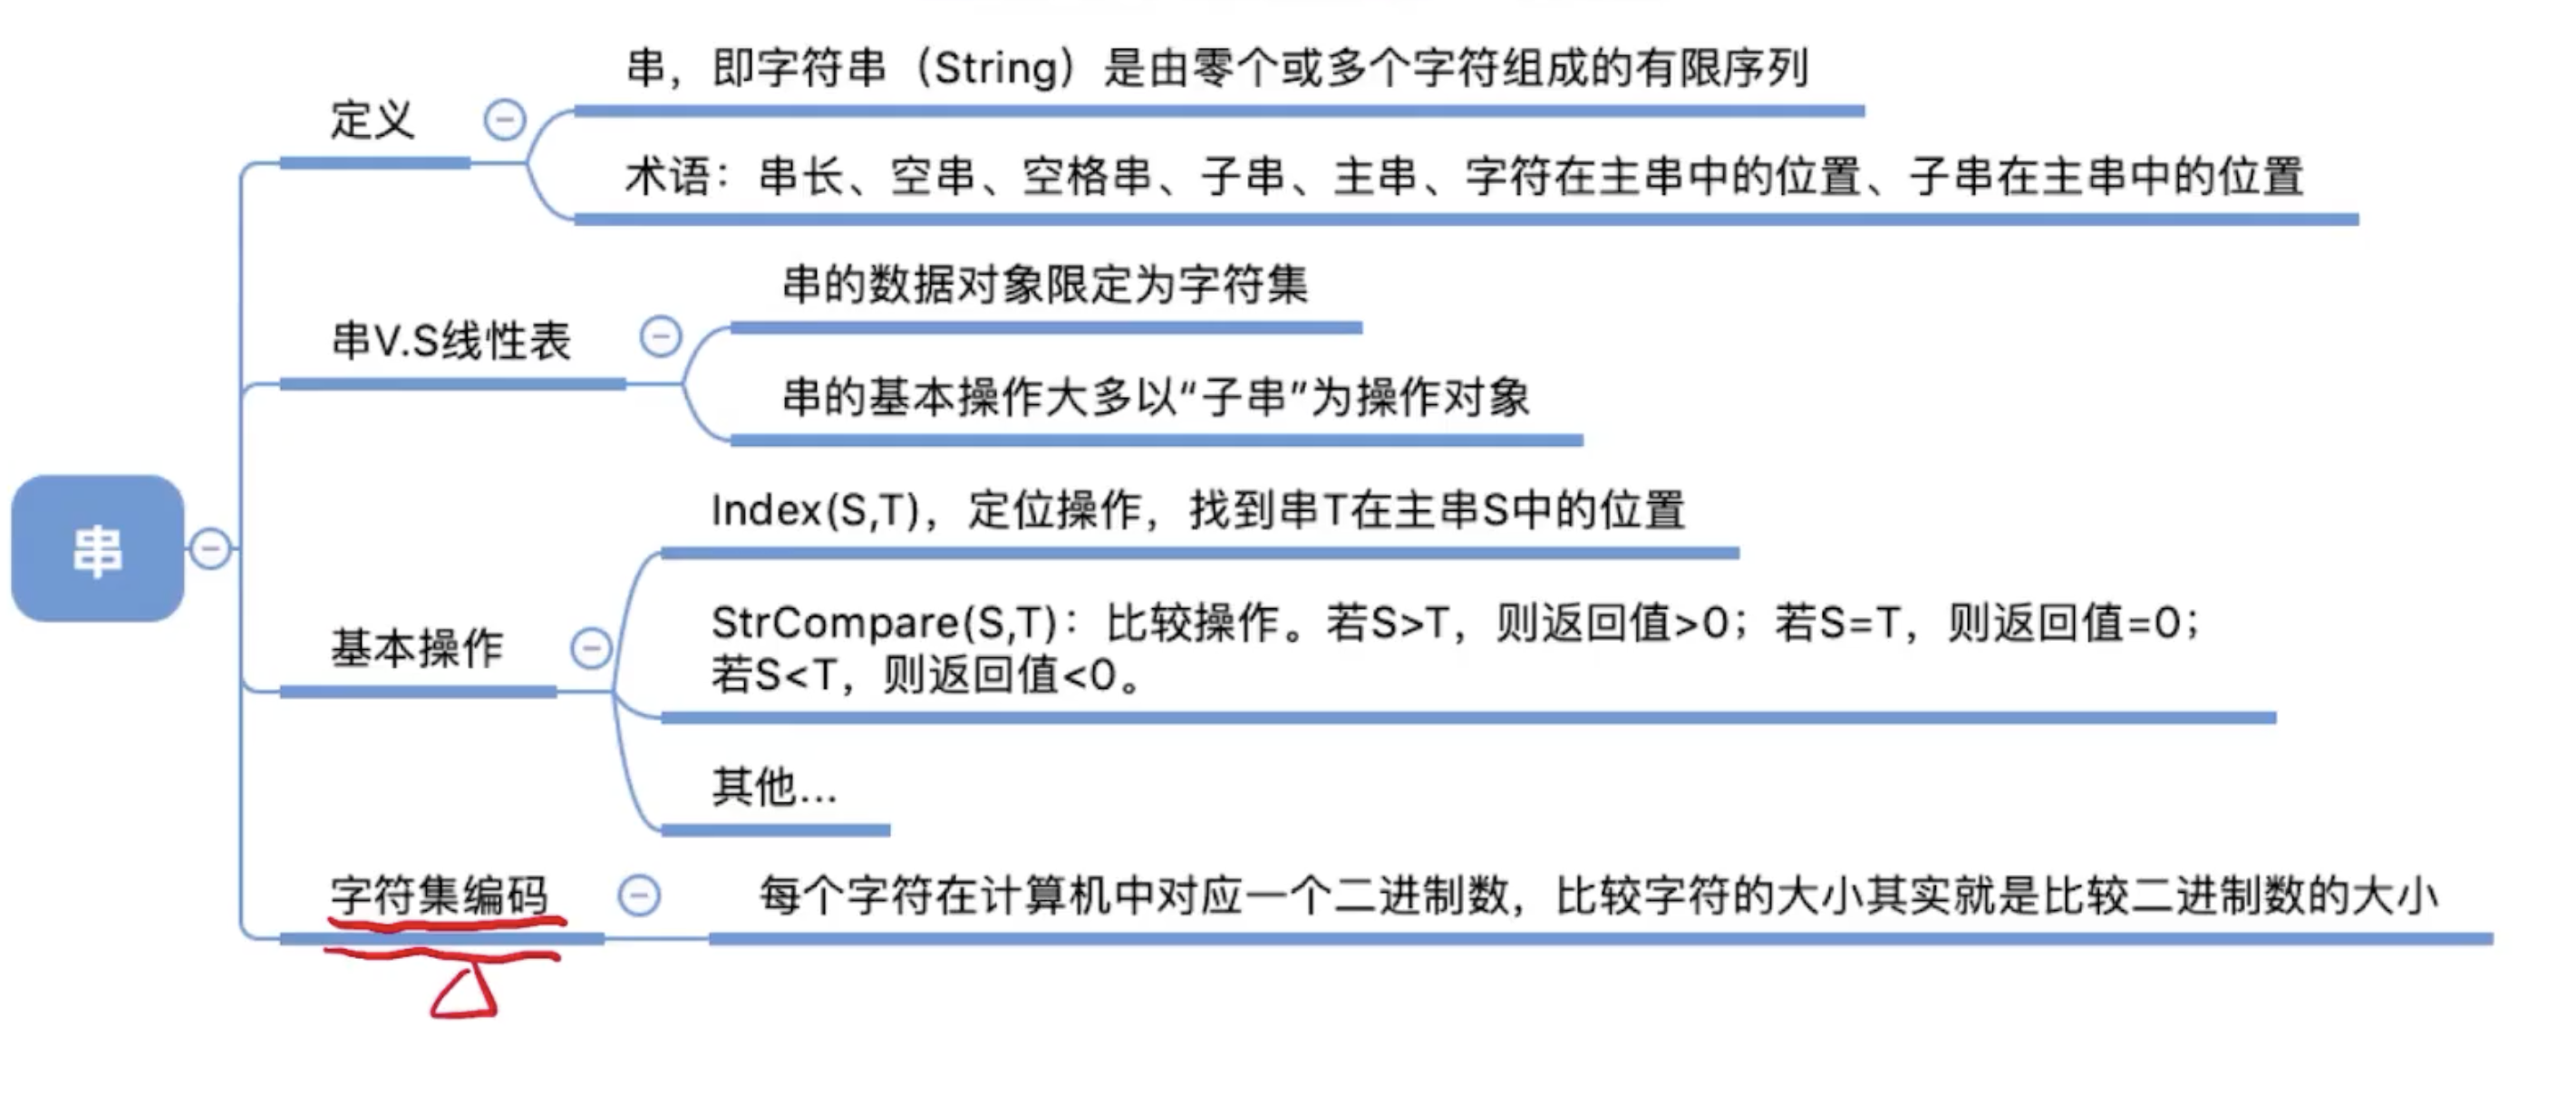 串，即字符串（String）是由零个或多个字符组成的有限序列
定义
术语：串长、空串、空格串、子串、主串、字符在主串中的位置、子串在主串中的位置
串的数据对象限定为字符集
串V.S线性表
串的基本操作大多以“子串”为操作对象
Index(S,T)，定位操作，找到串T在主串S中的位置
串
StrCompare(S,T)：比较操作。若S>T，则返回值>0；若S=T，则返回值=0；
若S<T，则返回值<0。
基本操作
其他...
字符集编码
每个字符在计算机中对应一个二进制数，比较字符的大小其实就是比较二进制数的大小